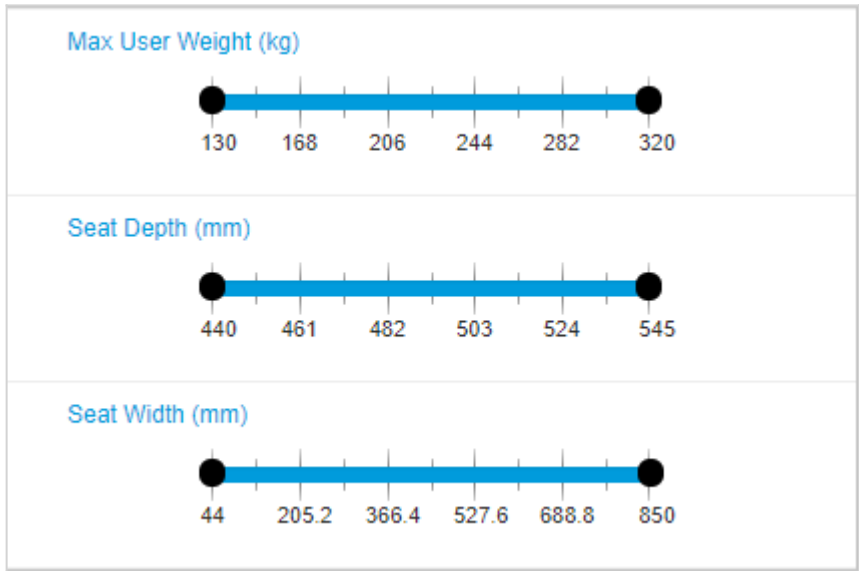 Max User Weight (kg)
130 168 206 244 282 320
Seat Depth (mm)
440 461 482 503 524 545
Seat Width (mm)
44 205.2 366.4 527.6 688.8 850